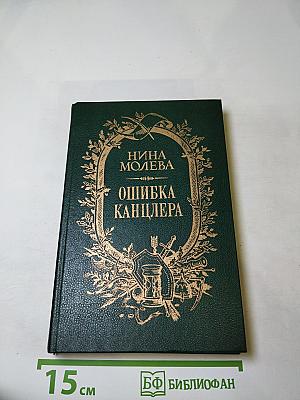 НИНА
МОЛЕВА
ОШИБКА
КАНЦЛЕРА
15 см
БФ БИБЛИОФАН